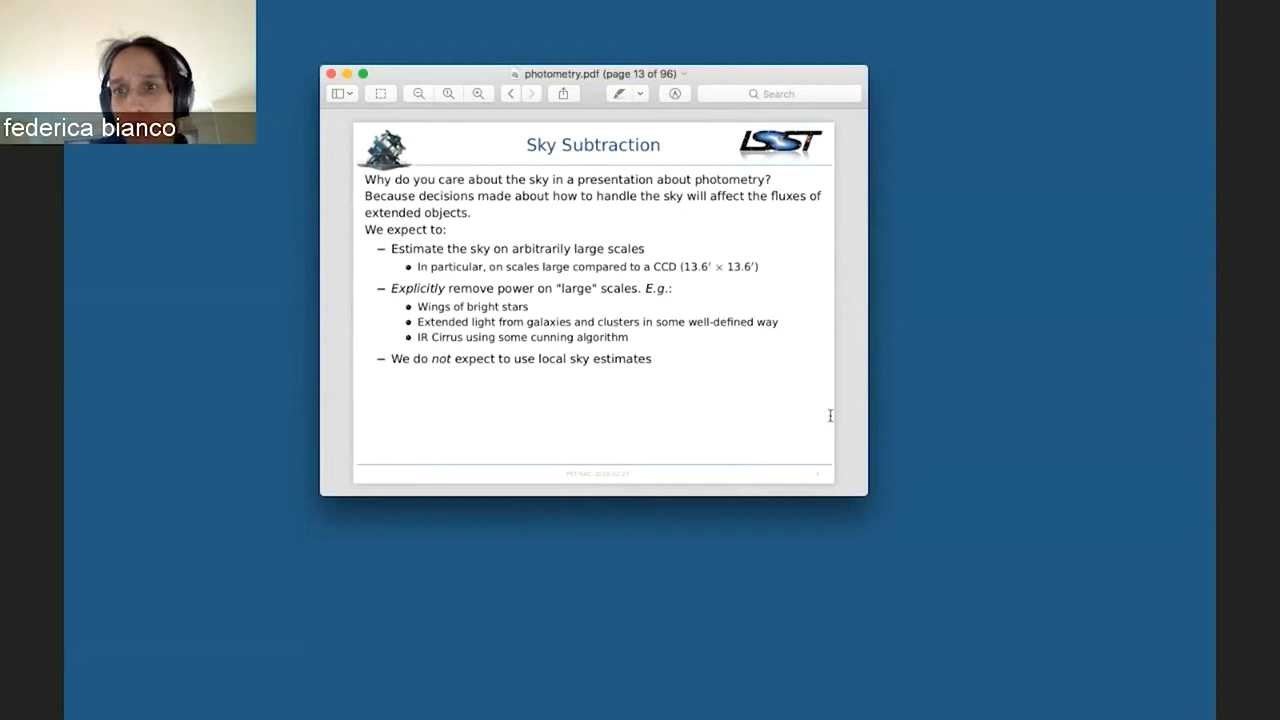 federica bianco
photometry.pdf (page 13 of 96)
Search
Sky Subtraction
LSST
Why do you care about the sky in a presentation about photometry?
Because decisions made about how to handle the sky will affect the fluxes of
extended objects.
We expect to:
– Estimate the sky on arbitrarily large scales
• In particular, on scales large compared to a CCD (13.6′ × 13.6′)
– Explicitly remove power on "large" scales. E.g.:
• Wings of bright stars
• Extended light from galaxies and clusters in some well-defined way
• IR Cirrus using some cunning algorithm
– We do not expect to use local sky estimates